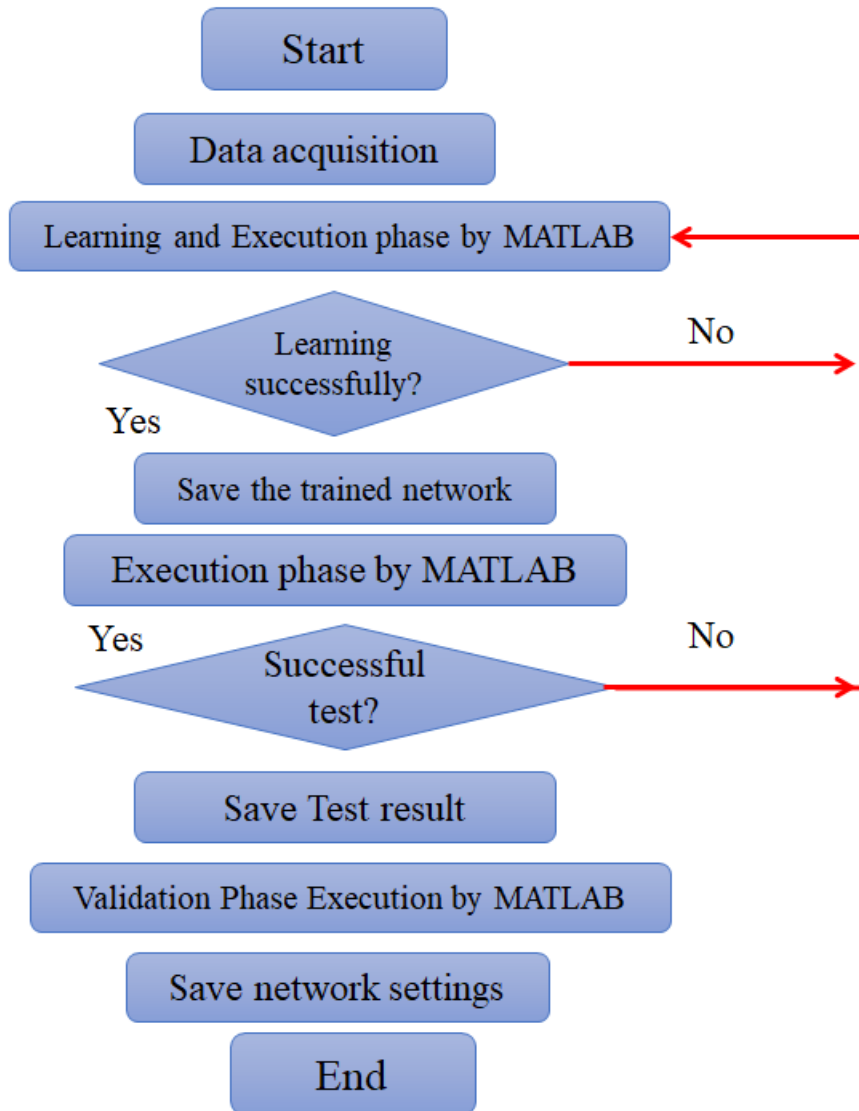 Start
Data acquisition
Learning and Execution phase by MATLAB
Learning
successfully?
No
Yes
Save the trained network
Execution phase by MATLAB
Yes
Successful
test?
No
Save Test result
Validation Phase Execution by MATLAB
Save network settings
End